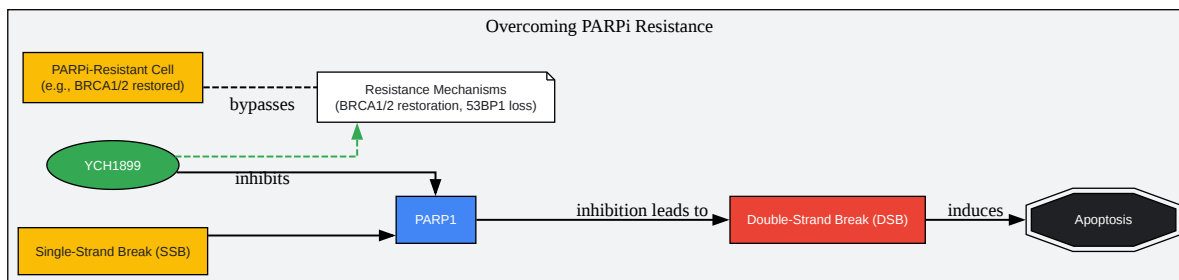 Overcoming PARPi Resistance
PARPi-Resistant Cell
(e.g., BRCA1/2 restored)
bypasses
Resistance Mechanisms
(BRCA1/2 restoration, 53BP1 loss)
YCH1899
inhibits
PARP1
inhibition leads to
Double-Strand Break (DSB)
induces
Apoptosis
Single-Strand Break (SSB)